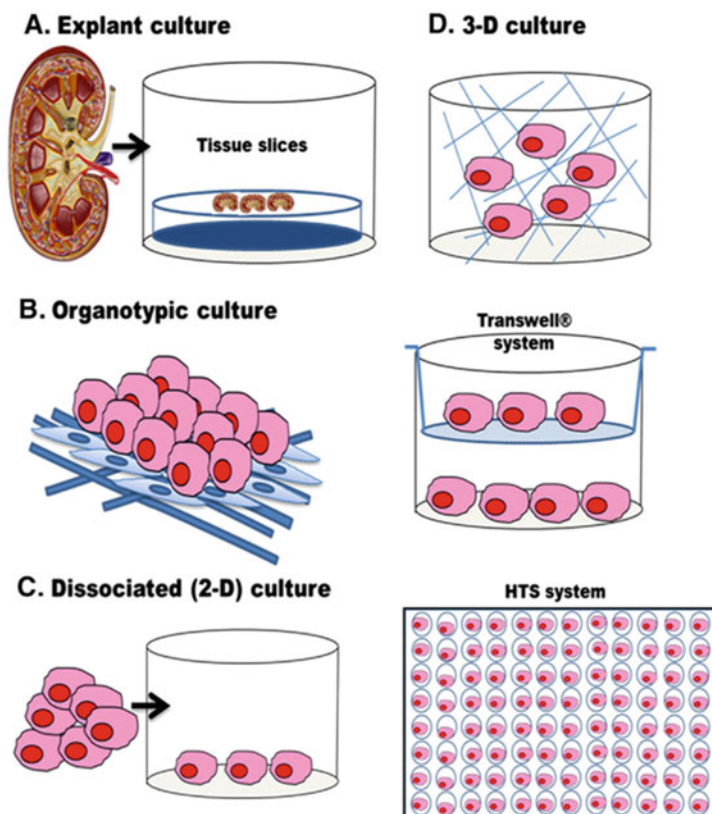 A. Explant culture
Tissue slices
B. Organotypic culture
C. Dissociated (2-D) culture
D. 3-D culture
Transwell®
system
HTS system